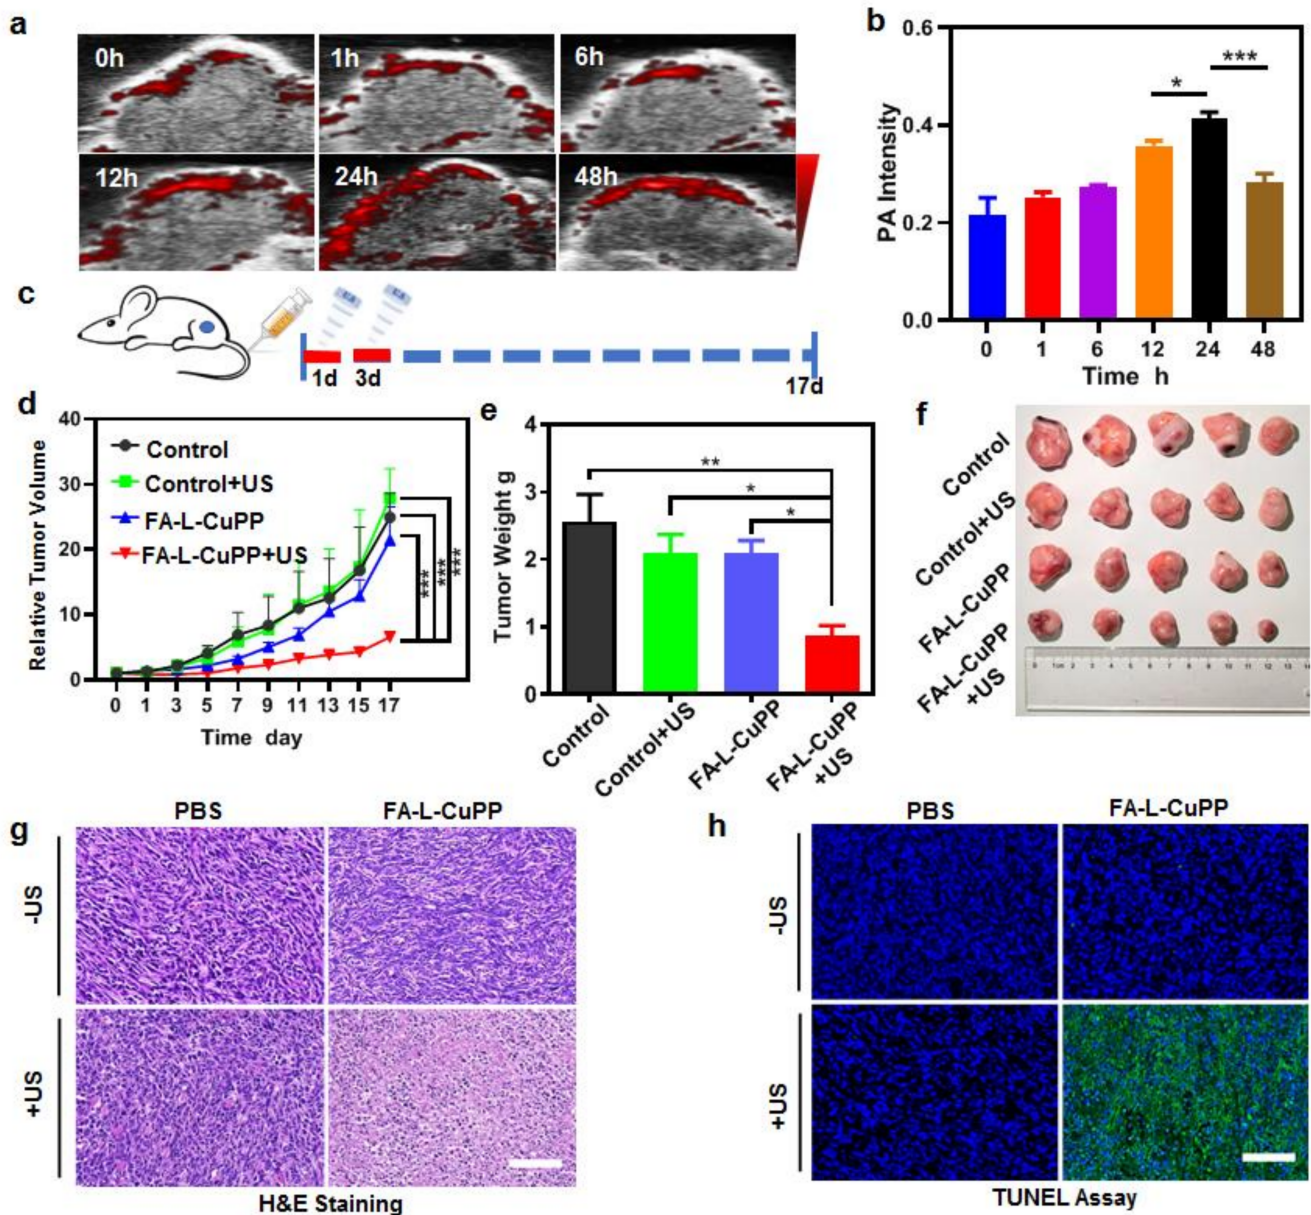 a
0h
1h
6h
12h
24h
48h
b
PA Intensity
0.6
0.4
0.2
0.0
*
***
0 1 6 12 24 48
Time h
c
1d 3d 17d
d
Relative Tumor Volume
40
30
20
10
0
Control
Control+US
FA-L-CuPP
FA-L-CuPP+US
***
***
***
0 1 3 5 7 9 11 13 15 17
Time day
e
Tumor Weight g
4
3
2
1
0
**
*
*
Control
Control+US
FA-L-CuPP
FA-L-CuPP
+US
f
Control
Control+US
FA-L-CuPP
FA-L-CuPP
+US
g
PBS FA-L-CuPP
-US
+US
H&E Staining
h
PBS FA-L-CuPP
-US
+US
TUNEL Assay